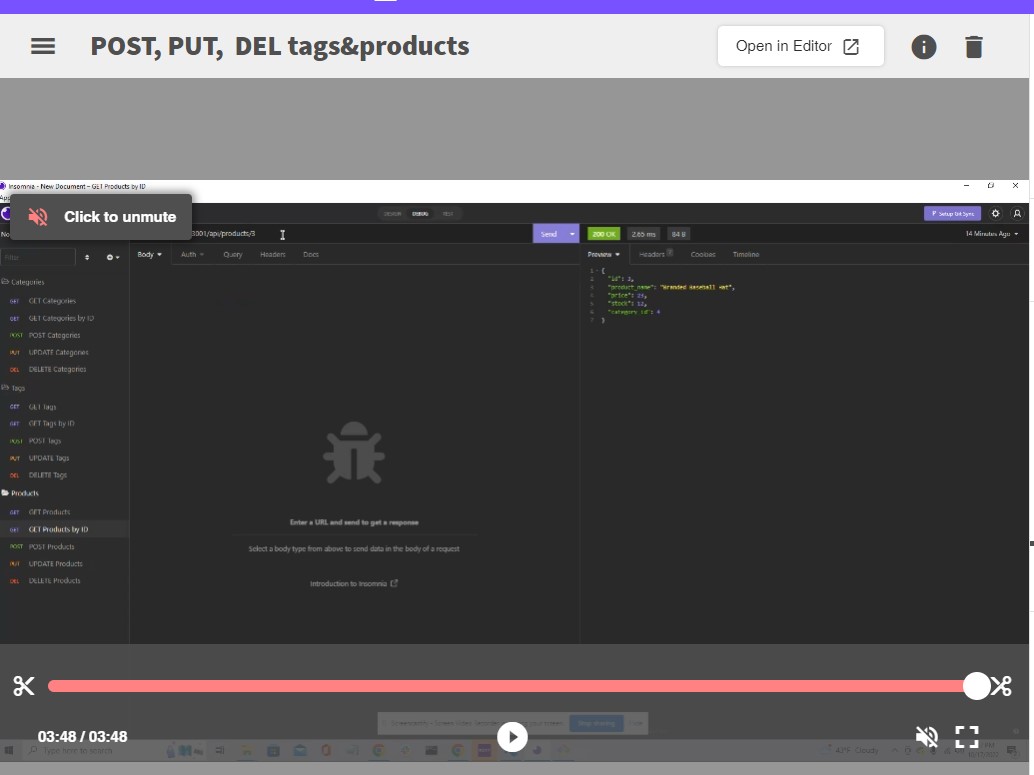 POST, PUT, DEL tags&products
Open in Editor
Insomnia - New Document – GET Products by ID
Click to unmute
DESIGN DEBUG TEST
Setup Git Sync
3001/api/products/3
Send
200 OK
2.65 ms
84 B
14 Minutes Ago
Filter
Body
Auth
Query
Headers
Docs
Preview
Headers
Cookies
Timeline
Categories
GET GET Categories
GET GET Categories by ID
POST POST Categories
PUT UPDATE Categories
DEL DELETE Categories
Tags
GET GET Tags
GET GET Tags by ID
POST POST Tags
PUT UPDATE Tags
DEL DELETE Tags
Products
GET GET Products
GET GET Products by ID
POST POST Products
PUT UPDATE Products
DEL DELETE Products
1 {
2 "id": 2,
3 "product_name": "Branded Baseball Hat",
4 "price": 23,
5 "stock": 12,
6 "category_id": 4
7 }
Enter a URL and send to get a response
Select a body type from above to send data in the body of a request
Introduction to Insomnia
Stop sharing
Hide
03:48 / 03:48
Type here to search
42°F Cloudy